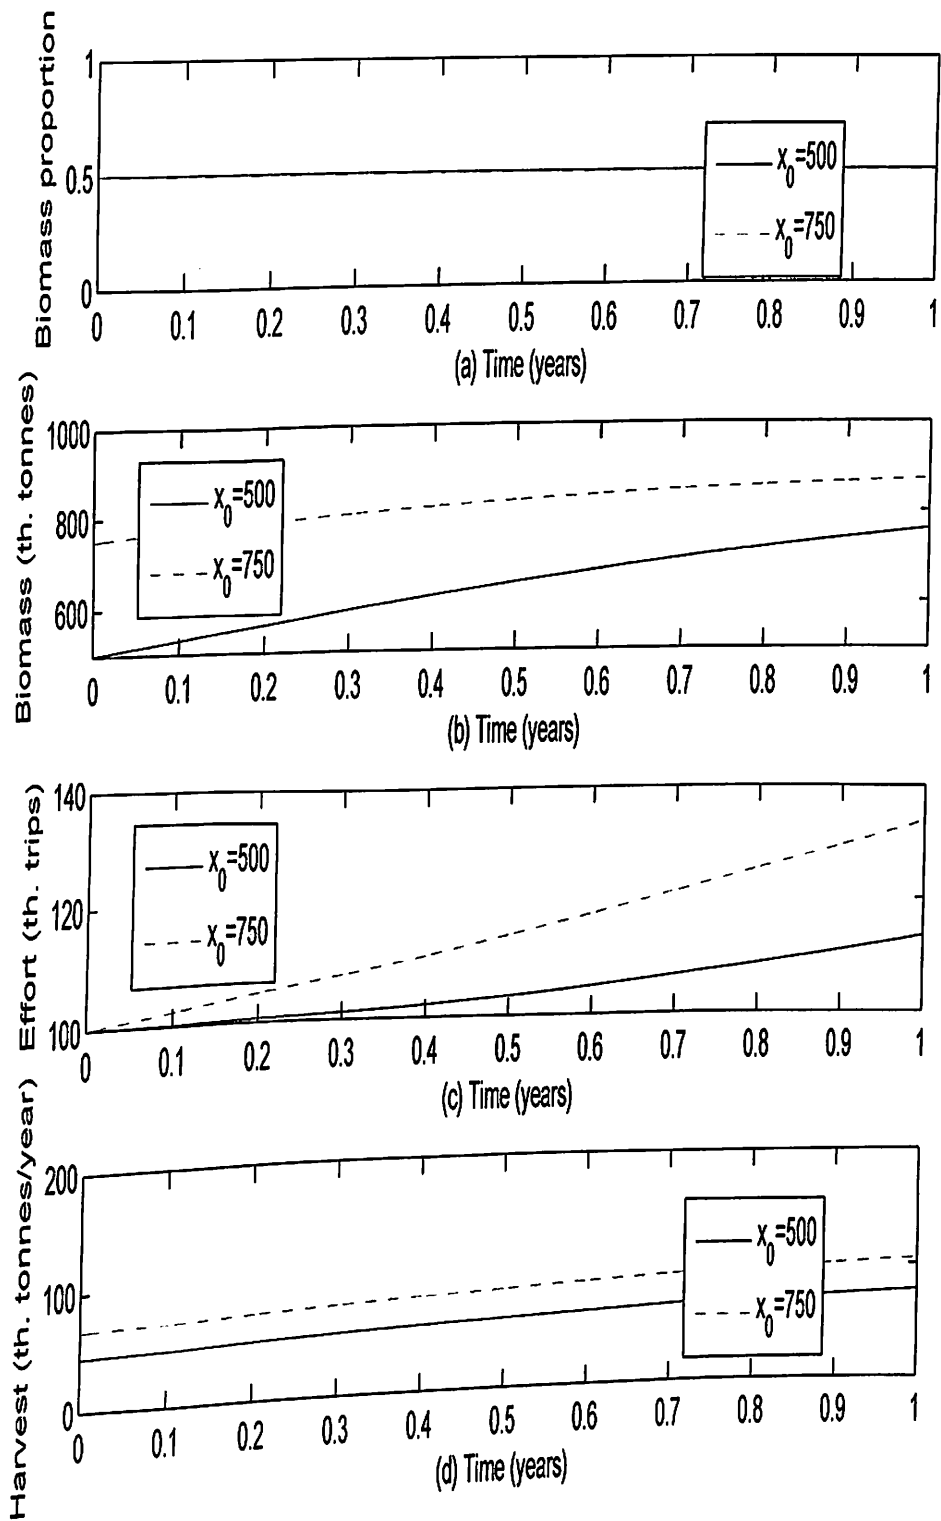 Biomass proportion
1
0.5
0
x₀=500
x₀=750
0 0.1 0.2 0.3 0.4 0.5 0.6 0.7 0.8 0.9 1
(a) Time (years)
Biomass (th. tonnes)
1000
800
600
x₀=500
x₀=750
0 0.1 0.2 0.3 0.4 0.5 0.6 0.7 0.8 0.9 1
(b) Time (years)
Effort (th. trips)
140
120
100
x₀=500
x₀=750
0 0.1 0.2 0.3 0.4 0.5 0.6 0.7 0.8 0.9 1
(c) Time (years)
Harvest (th. tonnes/year)
200
100
0
x₀=500
x₀=750
0 0.1 0.2 0.3 0.4 0.5 0.6 0.7 0.8 0.9 1
(d) Time (years)